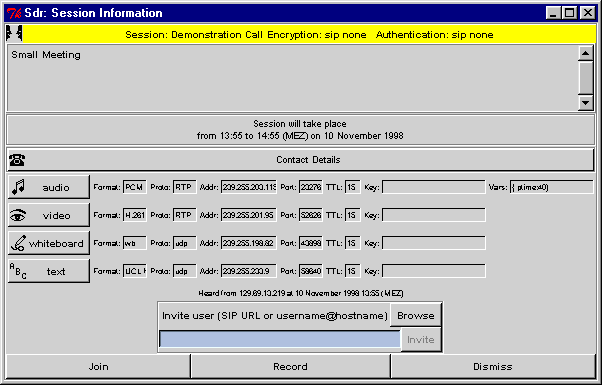 Sdr: Session Information
Session: Demonstration Call Encryption: sip none Authentication: sip none
Small Meeting
Session will take place
from 13:55 to 14:55 (MEZ) on 10 November 1998
Contact Details
audio Format: PCM Proto: RTP Addr: 239.255.203.113 Port: 23276 TTL: 15 Key: Vars: { ptime:40}
video Format: H.261 Proto: RTP Addr: 239.255.201.95 Port: 52626 TTL: 15 Key:
whiteboard Format: wb Proto: udp Addr: 239.255.198.82 Port: 43898 TTL: 15 Key:
ABC text Format: UCL Proto: udp Addr: 239.255.233.9 Port: 58640 TTL: 15 Key:
Heard from 129.69.13.219 at 10 November 1998 13:55 (MEZ)
Invite user (SIP URL or username@hostname) Browse
Invite
Join Record Dismiss